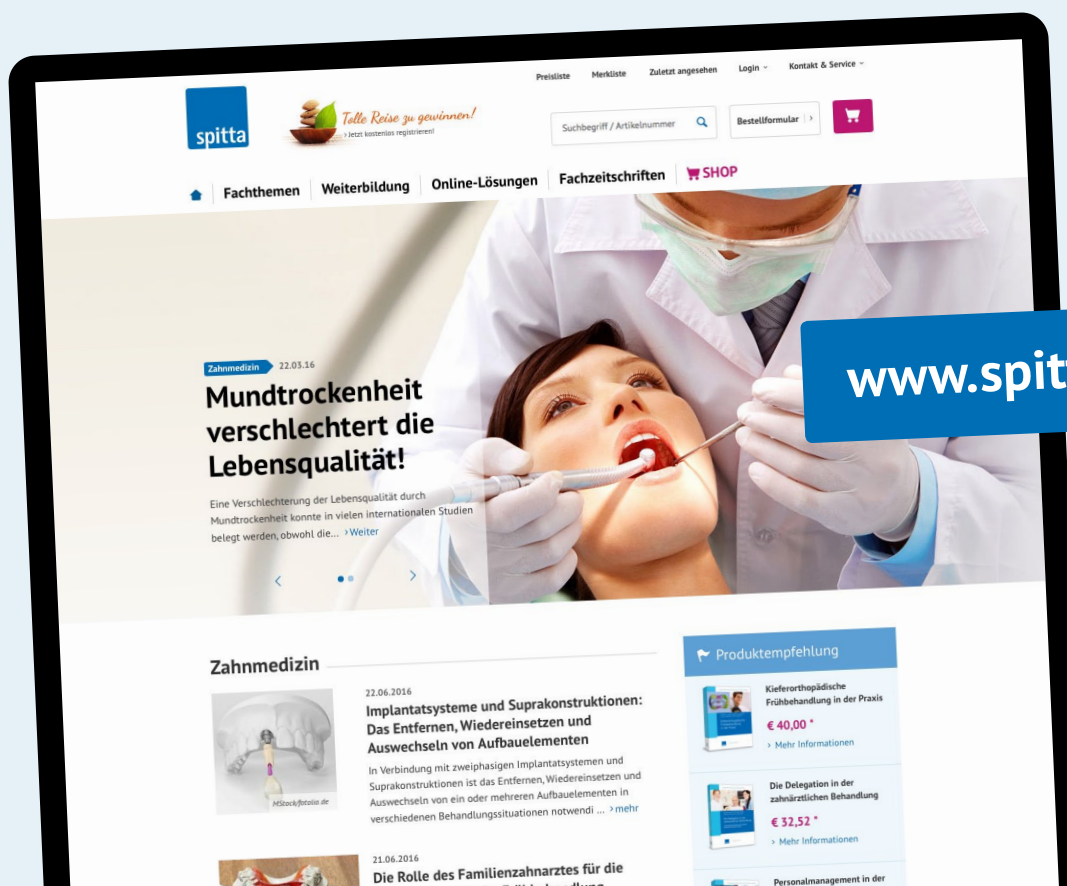 Preisliste Merkliste Zuletzt angesehen Login Kontakt & Service
spitta
Tolle Reise zu gewinnen!
› Jetzt kostenlos registrieren!
Suchbegriff / Artikelnummer
Bestellformular ›
Fachthemen Weiterbildung Online-Lösungen Fachzeitschriften SHOP
Zahnmedizin 22.03.16
Mundtrockenheit
verschlechtert die
Lebensqualität!
Eine Verschlechterung der Lebensqualität durch
Mundtrockenheit konnte in vielen internationalen Studien
belegt werden, obwohl die... › Weiter
www.spit
Zahnmedizin
MStock/fotolia.de
22.06.2016
Implantatsysteme und Suprakonstruktionen:
Das Entfernen, Wiedereinsetzen und
Auswechseln von Aufbauelementen
In Verbindung mit zweiphasigen Implantatsystemen und
Suprakonstruktionen ist das Entfernen, Wiedereinsetzen und
Auswechseln von ein oder mehreren Aufbauelementen in
verschiedenen Behandlungssituationen notwendi ... › mehr
21.06.2016
Die Rolle des Familienzahnarztes für die
Produktempfehlung
Kieferorthopädische
Frühbehandlung in der Praxis
€ 40,00 *
› Mehr Informationen
Die Delegation in der
zahnärztlichen Behandlung
€ 32,52 *
› Mehr Informationen
Personalmanagement in der